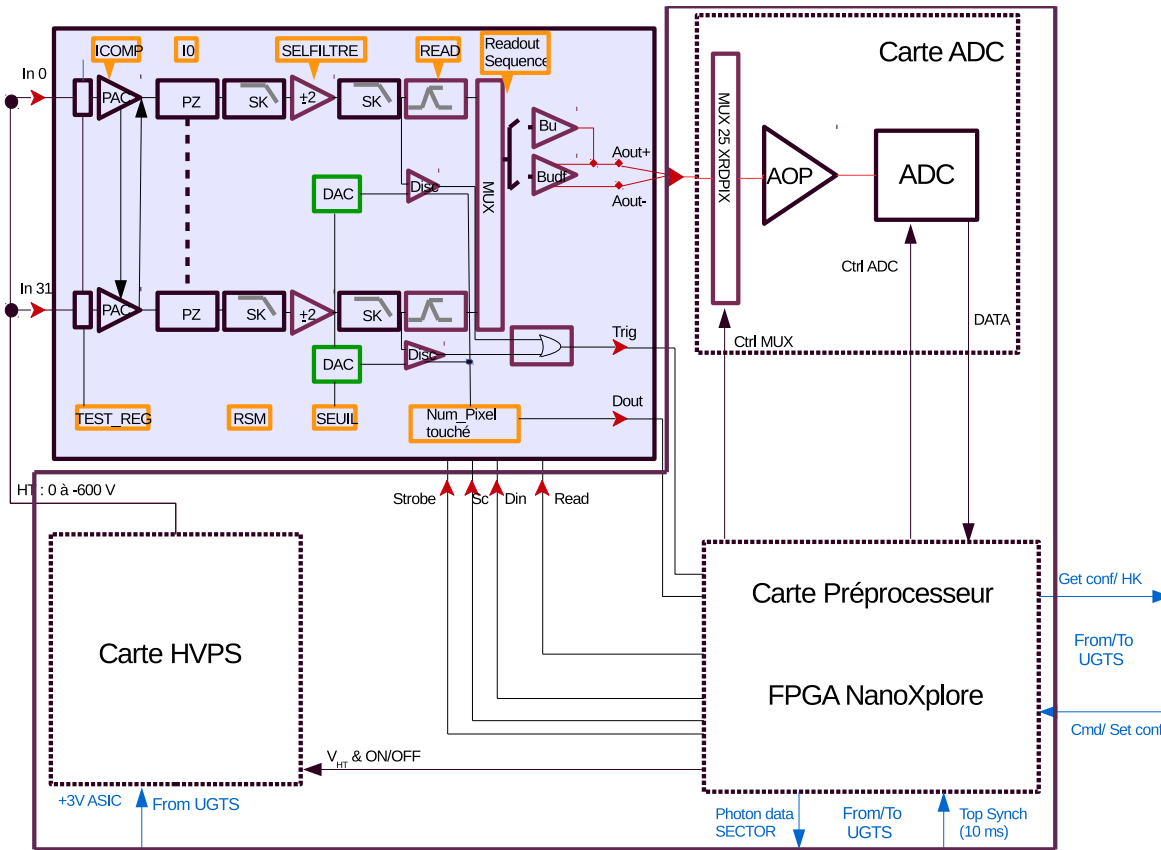 ICOMP
I0
SELFILTRE
READ
Readout
Sequence
Carte ADC
In 0
PAC
PZ
SK
+2
SK
MUX
Bu
Budf
Aout+
Aout-
MUX 25 XRDPIX
AOP
ADC
DAC
Disc
In 31
PAC
PZ
SK
+2
SK
Ctrl ADC
DATA
Ctrl MUX
Trig
DAC
Disc
TEST_REG
RSM
SEUIL
Num_Pixel
touché
Dout
HT : 0 à -600 V
Strobe
Sc
Din
Read
Carte HVPS
Carte Préprocesseur
FPGA NanoXplore
Get conf/ HK
From/To
UGTS
Cmd/ Set conf
VHT & ON/OFF
+3V ASIC
From UGTS
Photon data
SECTOR
From/To
UGTS
Top Synch
(10 ms)